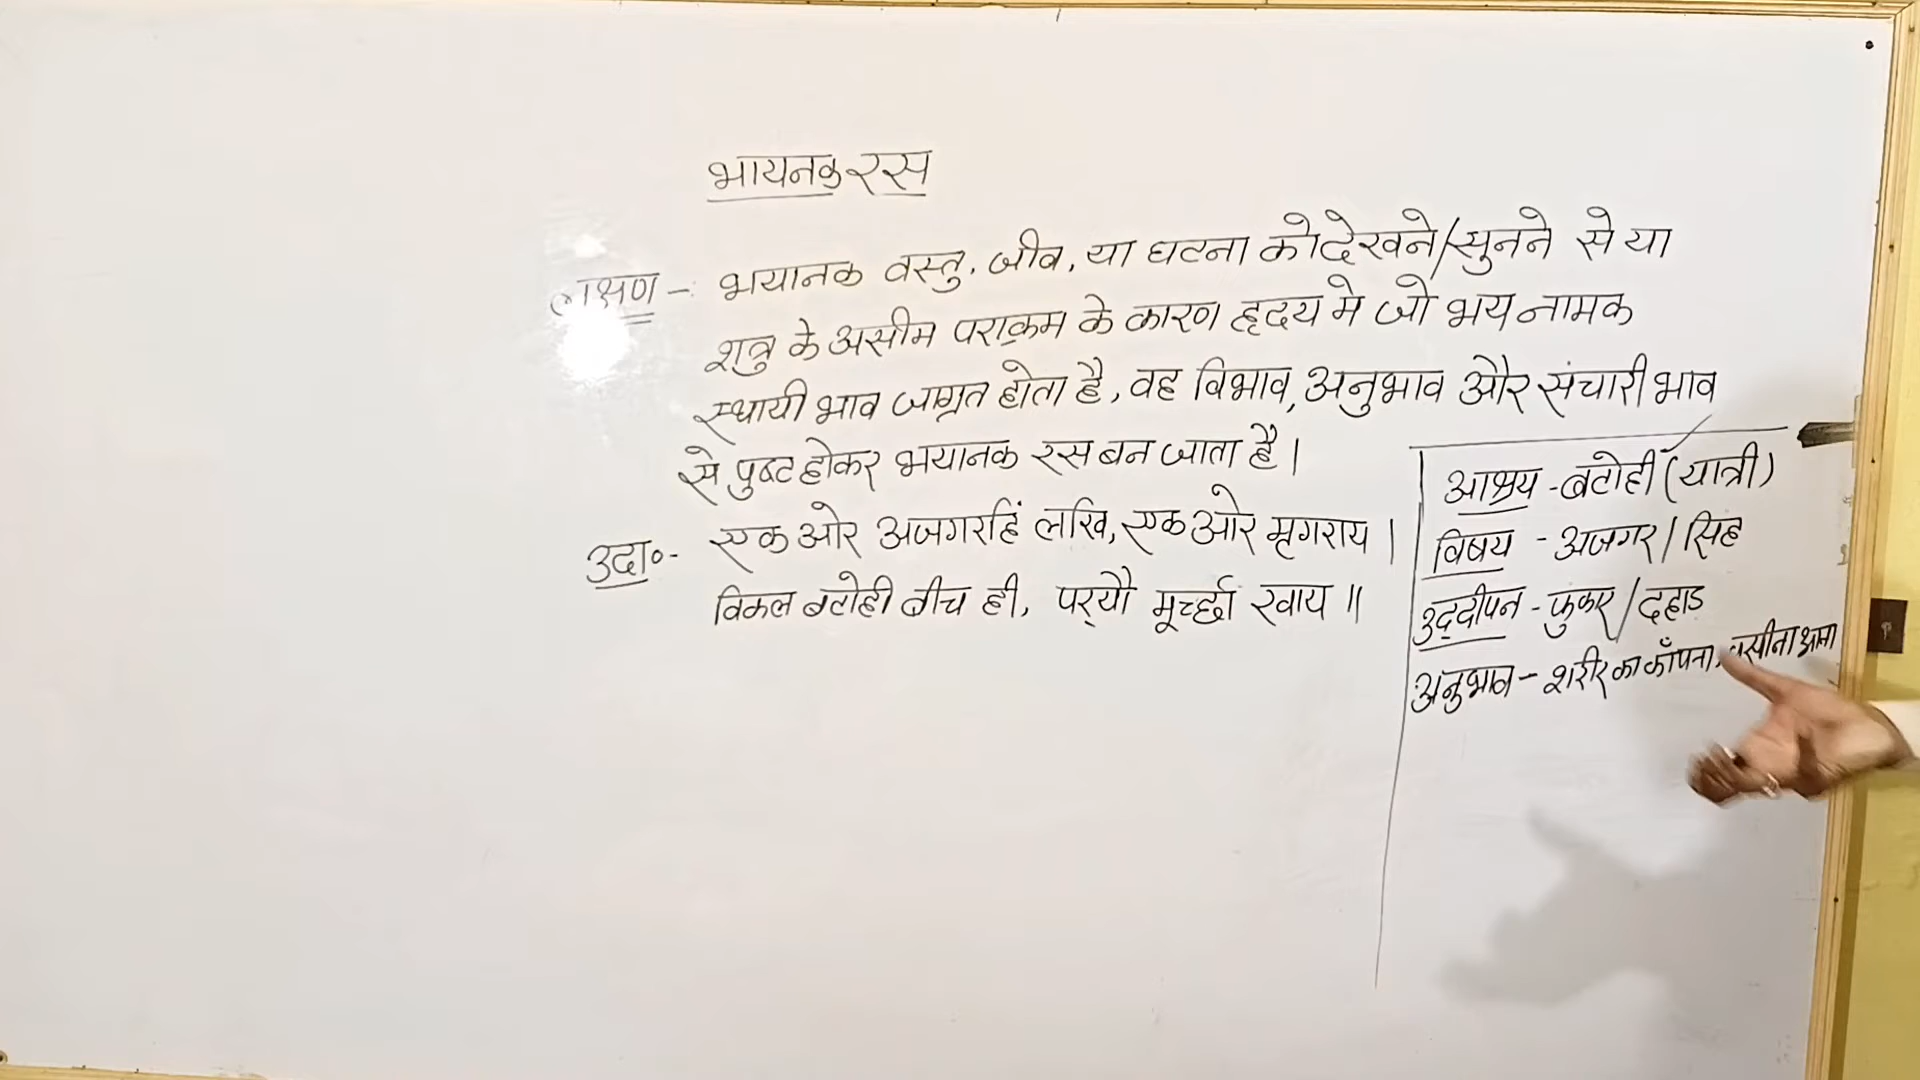 भायनक रस
लक्षण - भयानक वस्तु, जीव, या घटना को देखने/सुनने से या
शत्रु के असीम पराक्रम के कारण हृदय मे जो भय नामक
स्थायी भाव जाग्रत होता है, वह विभाव, अनुभाव और संचारी भाव
से पुष्ट होकर भयानक रस बन जाता है।
उदा०- एक ओर अजगरहिं लखि, एक ओर मृगराय।
विकल बटोही बीच ही, पर्‌यौ मूर्च्छा खाय॥
आश्रय - बटोही (यात्री)
विषय - अजगर/सिंह
उद्‌दीपन - फुकार/दहाड
अनुभाव - शरीर का काँपना, पसीना आना